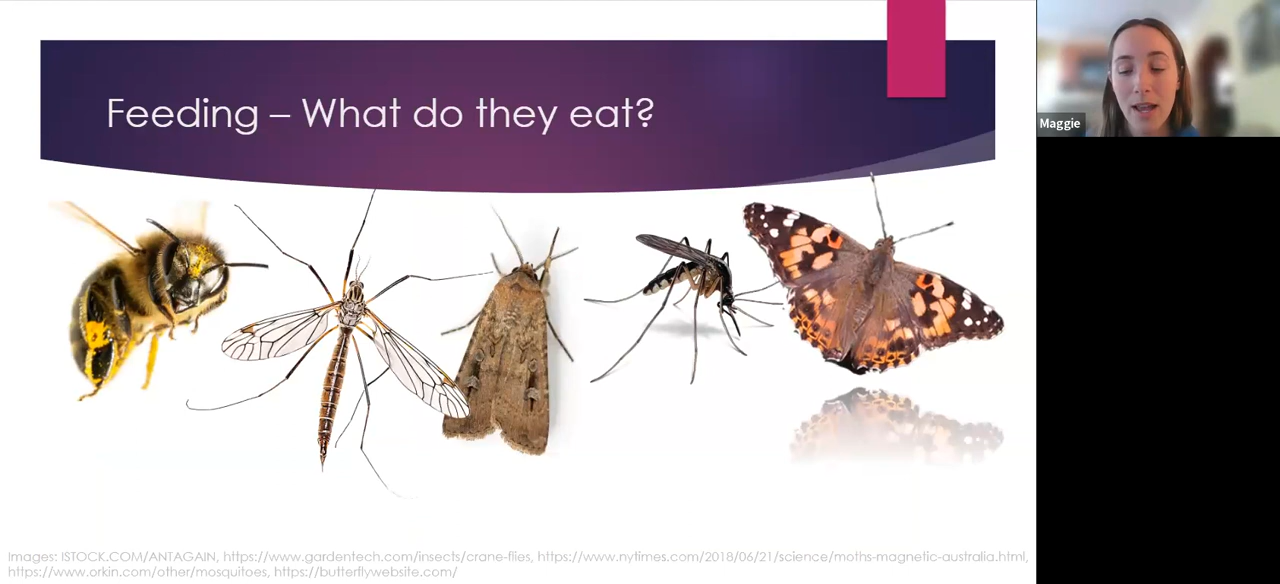 Feeding – What do they eat?
Maggie
Images: ISTOCK.COM/ANTAGAIN, https://www.gardentech.com/insects/crane-flies, https://www.nytimes.com/2018/06/21/science/moths-magnetic-australia.html,
https://www.orkin.com/other/mosquitoes, https://butterflywebsite.com/